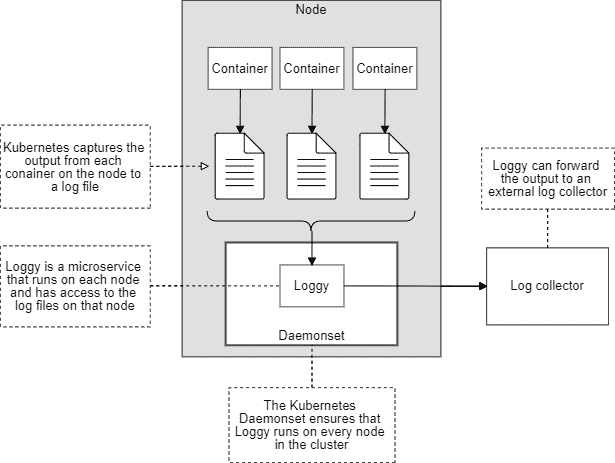 Node
Container
Container
Container
Kubernetes captures the
output from each
conainer on the node to
a log file
Loggy can forward
the output to an
external log collector
Loggy is a microservice
that runs on each node
and has access to the
log files on that node
Loggy
Log collector
Daemonset
The Kubernetes
Daemonset ensures that
Loggy runs on every node
in the cluster